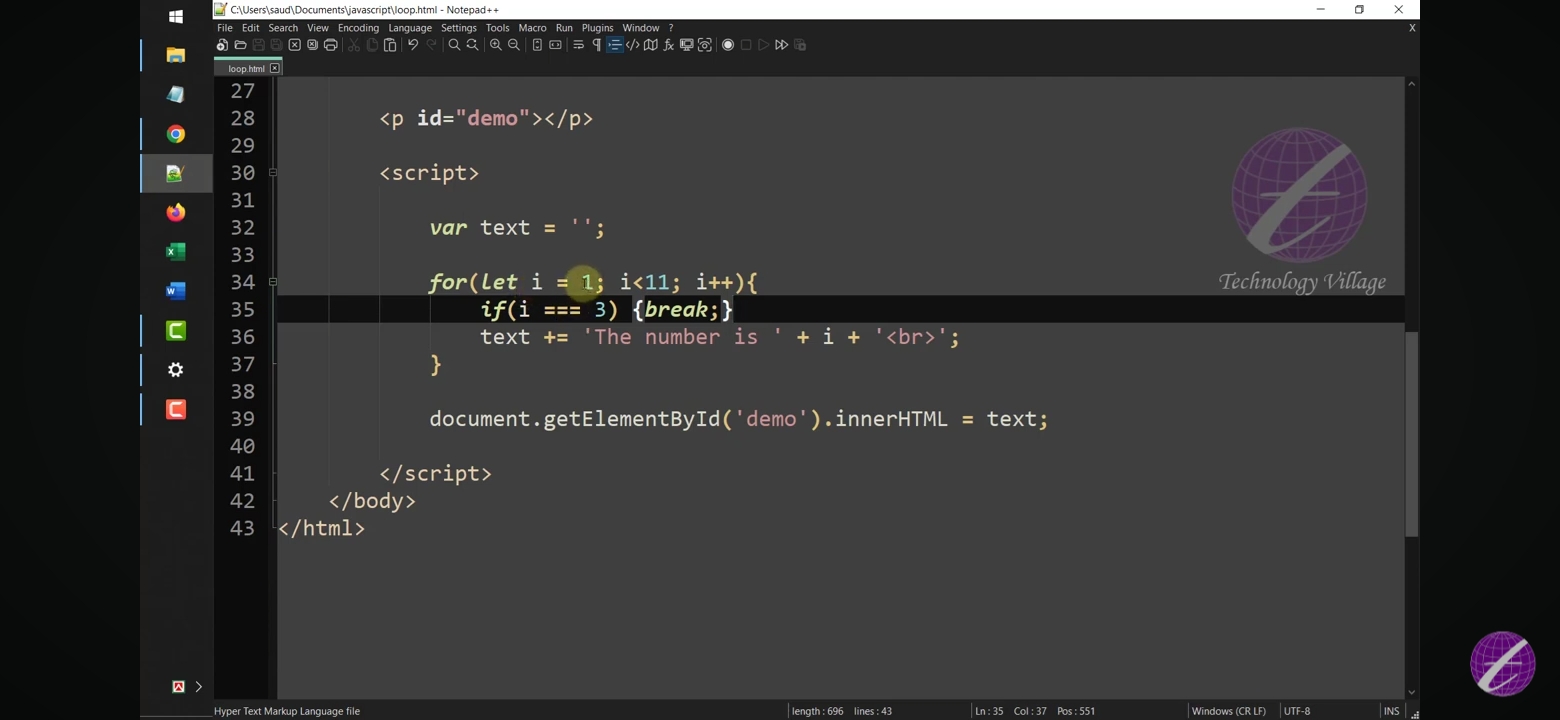 C:\Users\saud\Documents\javascript\loop.html - Notepad++
File Edit Search View Encoding Language Settings Tools Macro Run Plugins Window ?
X
loop.html
27
28 <p id="demo"></p>
29
30 <script>
31
32 var text = '';
33
34 for(let i = 1; i<11; i++){
35 if(i === 3) {break;}
36 text += 'The number is ' + i + '<br>';
37 }
38
39 document.getElementById('demo').innerHTML = text;
40
41 </script>
42 </body>
43 </html>
Technology Village
Hyper Text Markup Language file length : 696 lines : 43 Ln : 35 Col : 37 Pos : 551 Windows (CR LF) UTF-8 INS